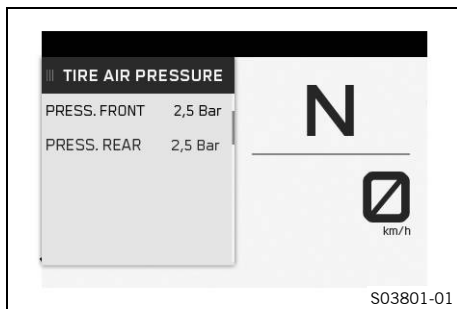 TIRE AIR PRESSURE
PRESS. FRONT 2,5 Bar
PRESS. REAR 2,5 Bar
N
0
km/h
S03801-01